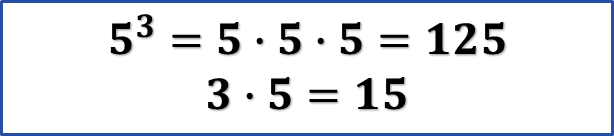 5³ = 5 · 5 · 5 = 125
3 · 5 = 15